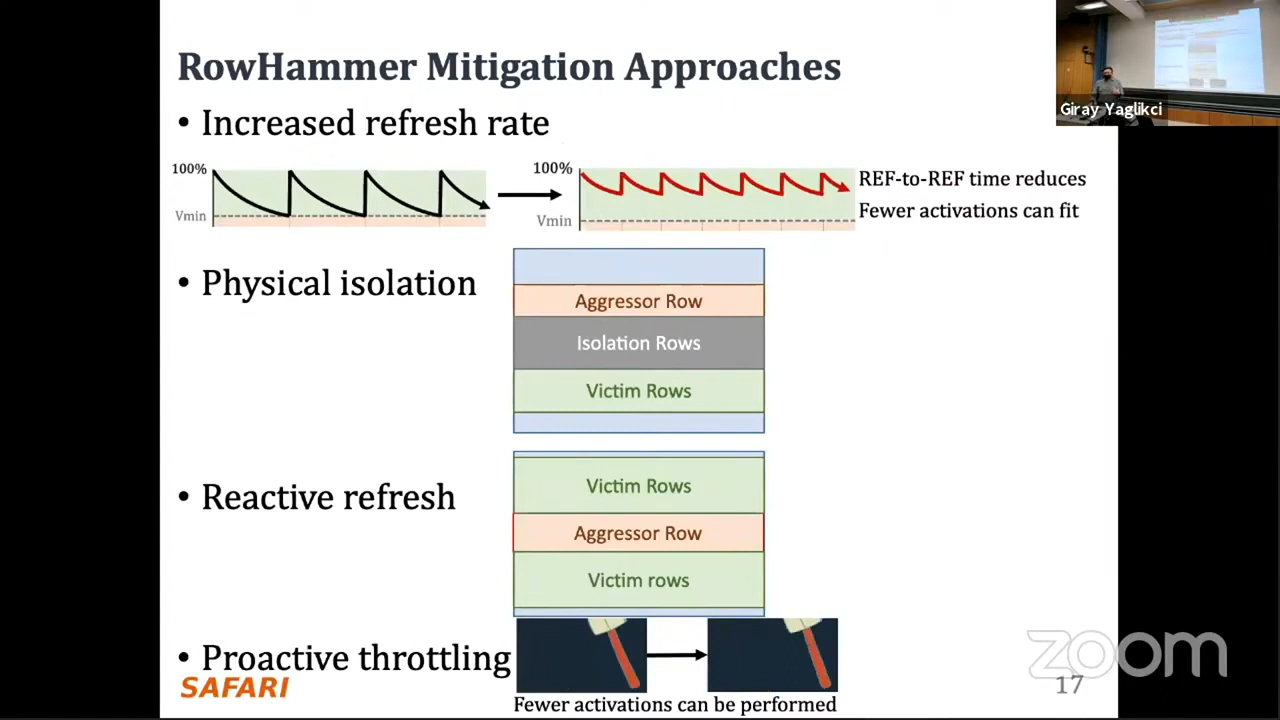 RowHammer Mitigation Approaches
Giray Yaglikci
• Increased refresh rate
100%
Vmin
100%
Vmin
REF-to-REF time reduces
Fewer activations can fit
• Physical isolation
Aggressor Row
Isolation Rows
Victim Rows
• Reactive refresh
Victim Rows
Aggressor Row
Victim rows
• Proactive throttling
Fewer activations can be performed
SAFARI
zoom
17